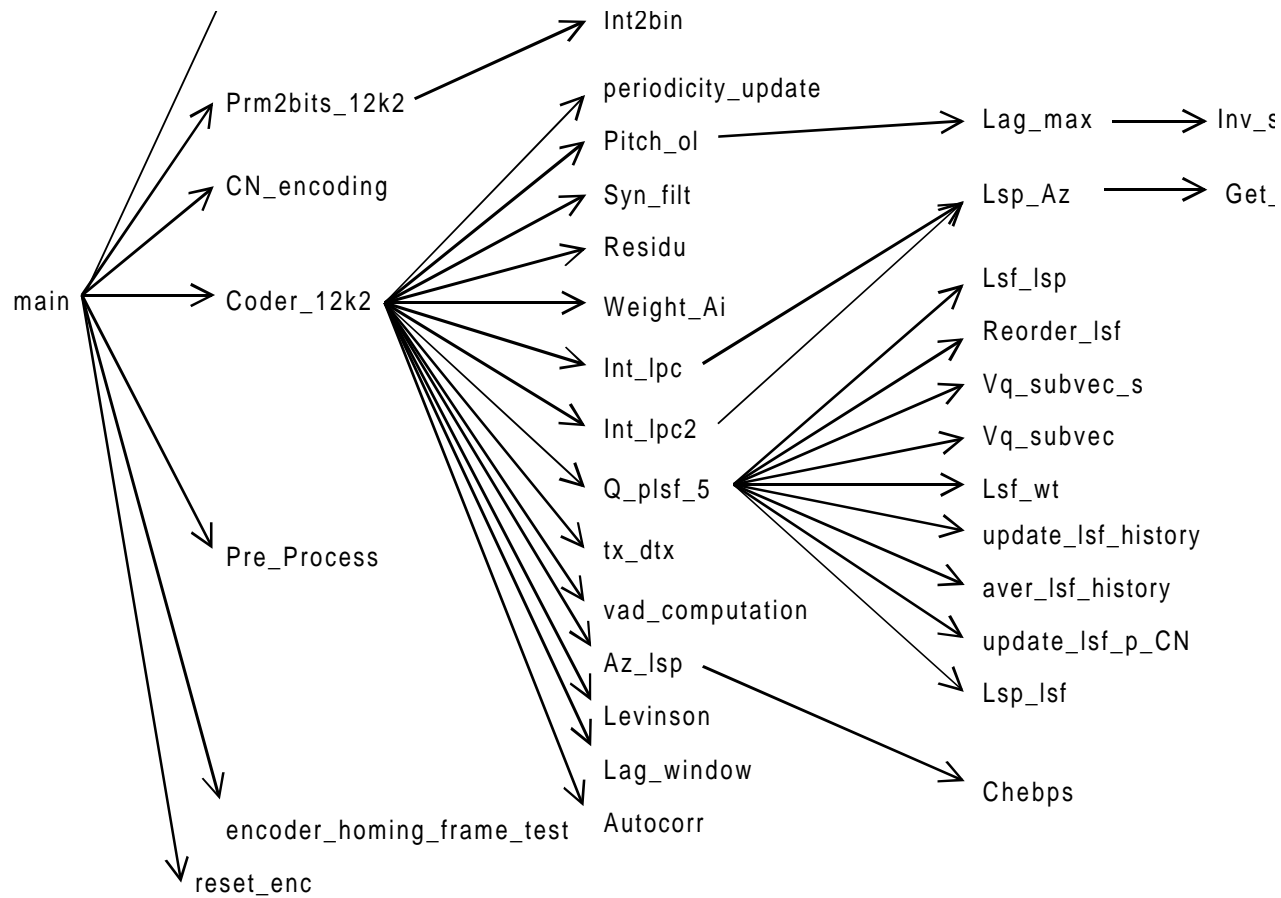 Int2bin
periodicity_update
Prm2bits_12k2
Lag_max
Pitch_ol
CN_encoding
Syn_filt
Lsp_Az
Residu
Lsf_lsp
main
Coder_12k2
Weight_Ai
Reorder_lsf
Int_lpc
Vq_subvec_s
Int_lpc2
Vq_subvec
Q_plsf_5
Lsf_wt
update_lsf_history
tx_dtx
Pre_Process
aver_lsf_history
vad_computation
update_lsf_p_CN
Az_lsp
Lsp_lsf
Levinson
Lag_window
Chebps
Autocorr
encoder_homing_frame_test
reset_enc